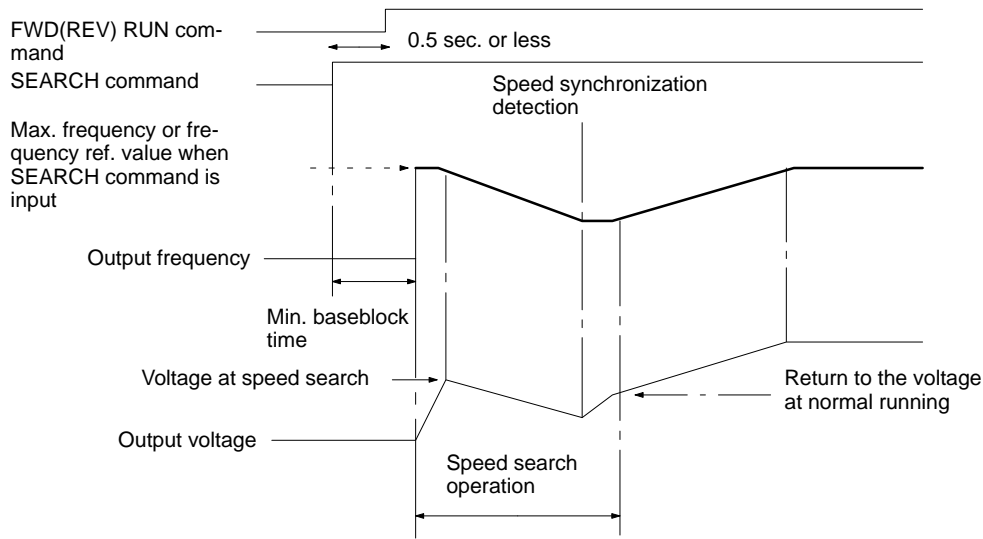 FWD(REV) RUN com-
mand
0.5 sec. or less
SEARCH command
Speed synchronization
detection
Max. frequency or fre-
quency ref. value when
SEARCH command is
input
Output frequency
Min. baseblock
time
Voltage at speed search
Return to the voltage
at normal running
Output voltage
Speed search
operation